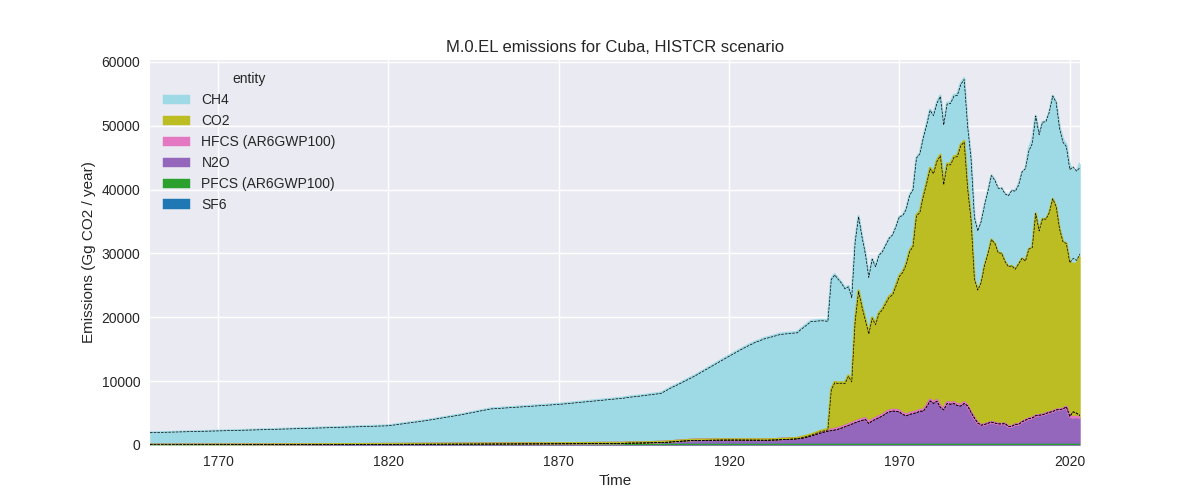 M.0.EL emissions for Cuba, HISTCR scenario
60000
50000
40000
30000
20000
10000
0
Emissions (Gg CO2 / year)
entity
CH4
CO2
HFCS (AR6GWP100)
N2O
PFCS (AR6GWP100)
SF6
1770
1820
1870
1920
1970
2020
Time